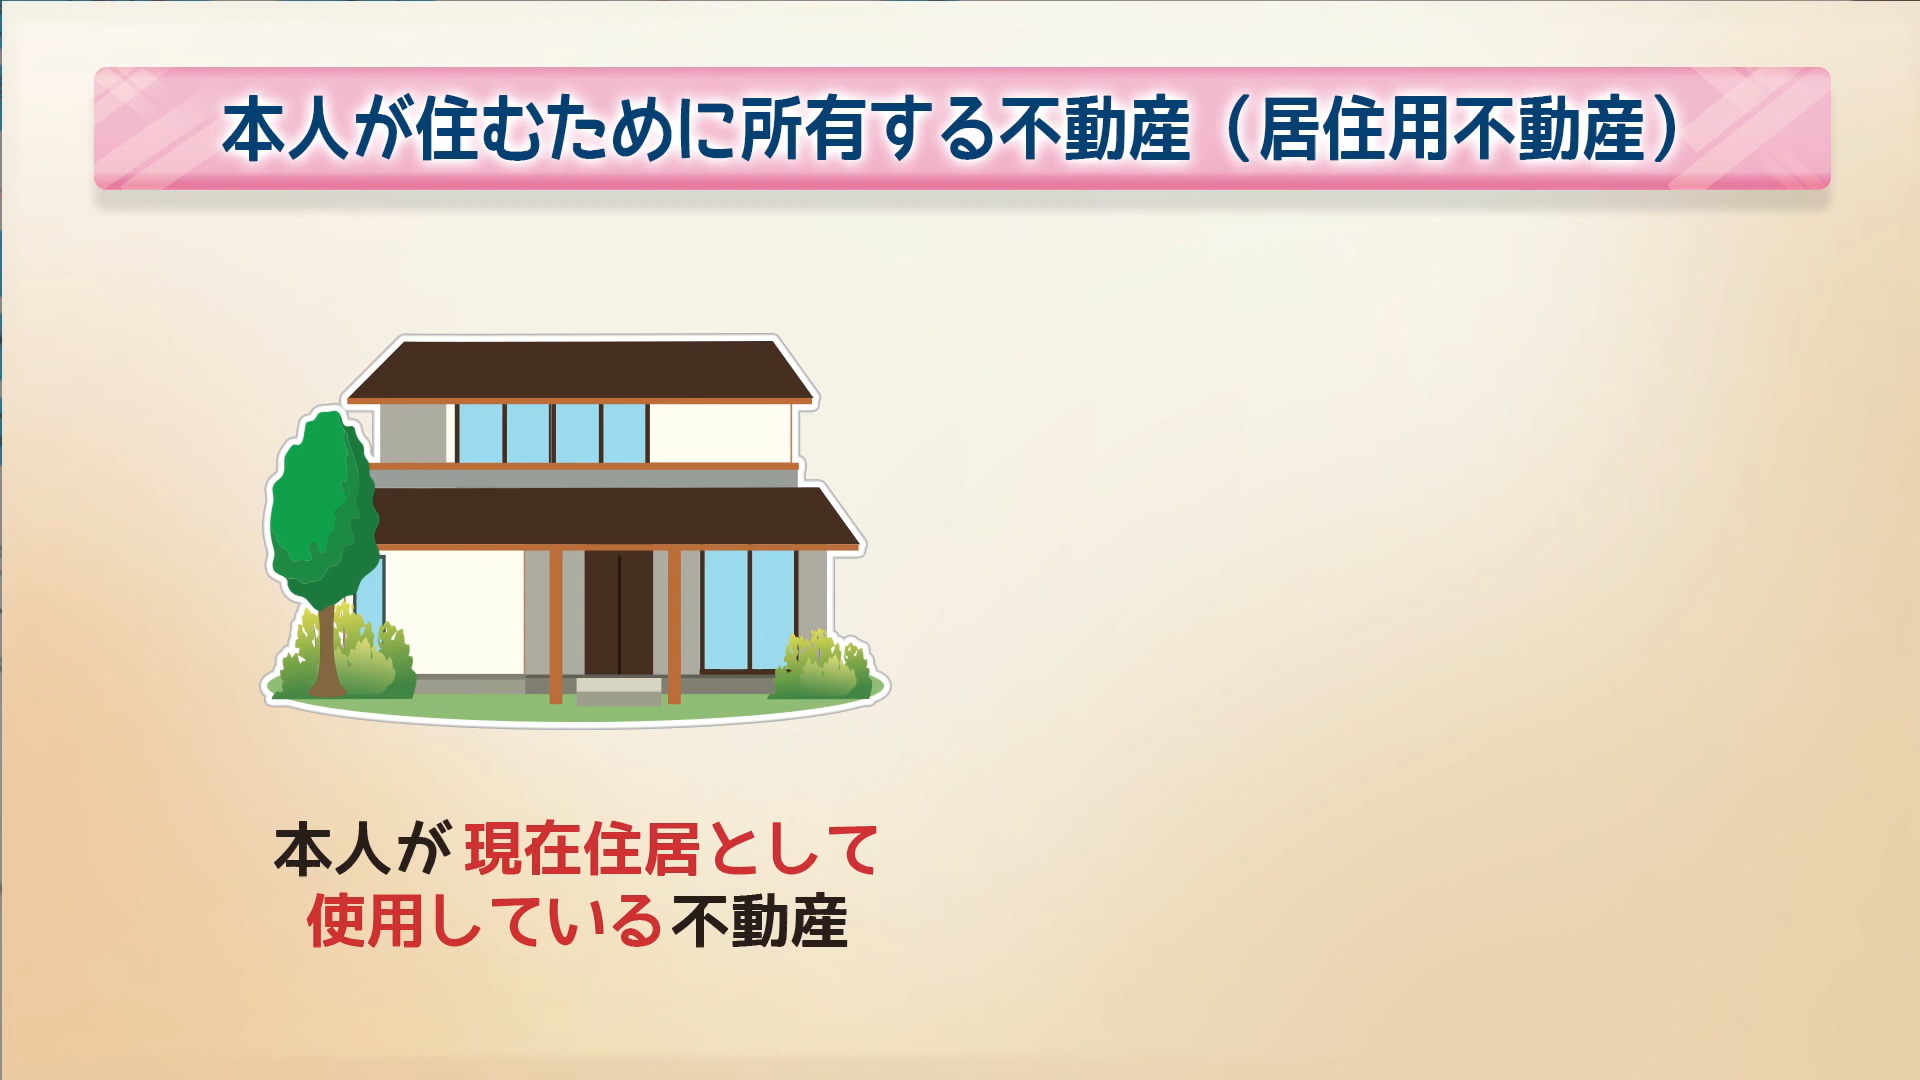 本人が住むために所有する不動産（居住用不動産）
本人が現在住居として
使用している不動産